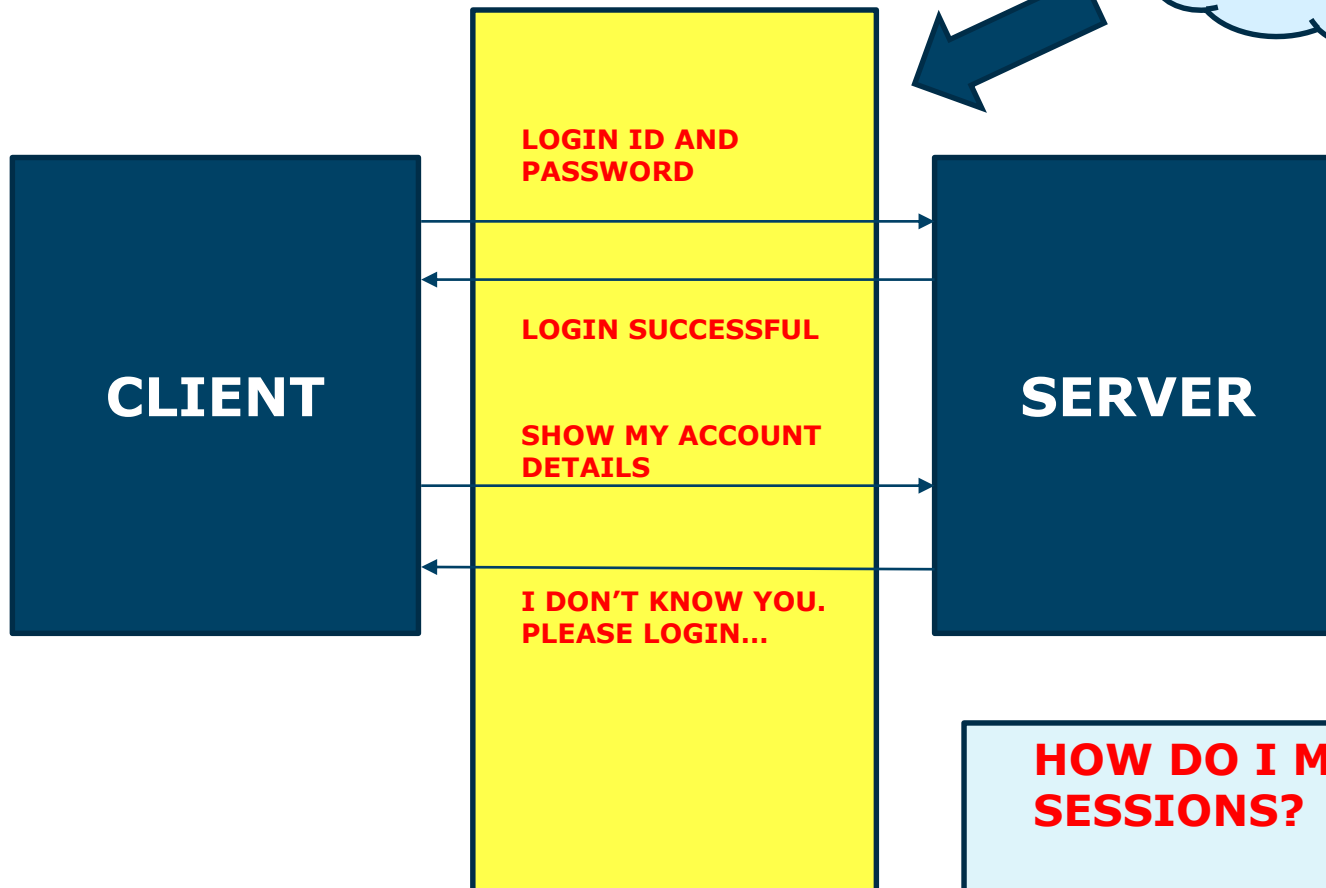 LOGIN ID AND
PASSWORD
LOGIN SUCCESSFUL
CLIENT
SERVER
SHOW MY ACCOUNT
DETAILS
I DON’T KNOW YOU.
PLEASE LOGIN…
HOW DO I
SESSIONS?